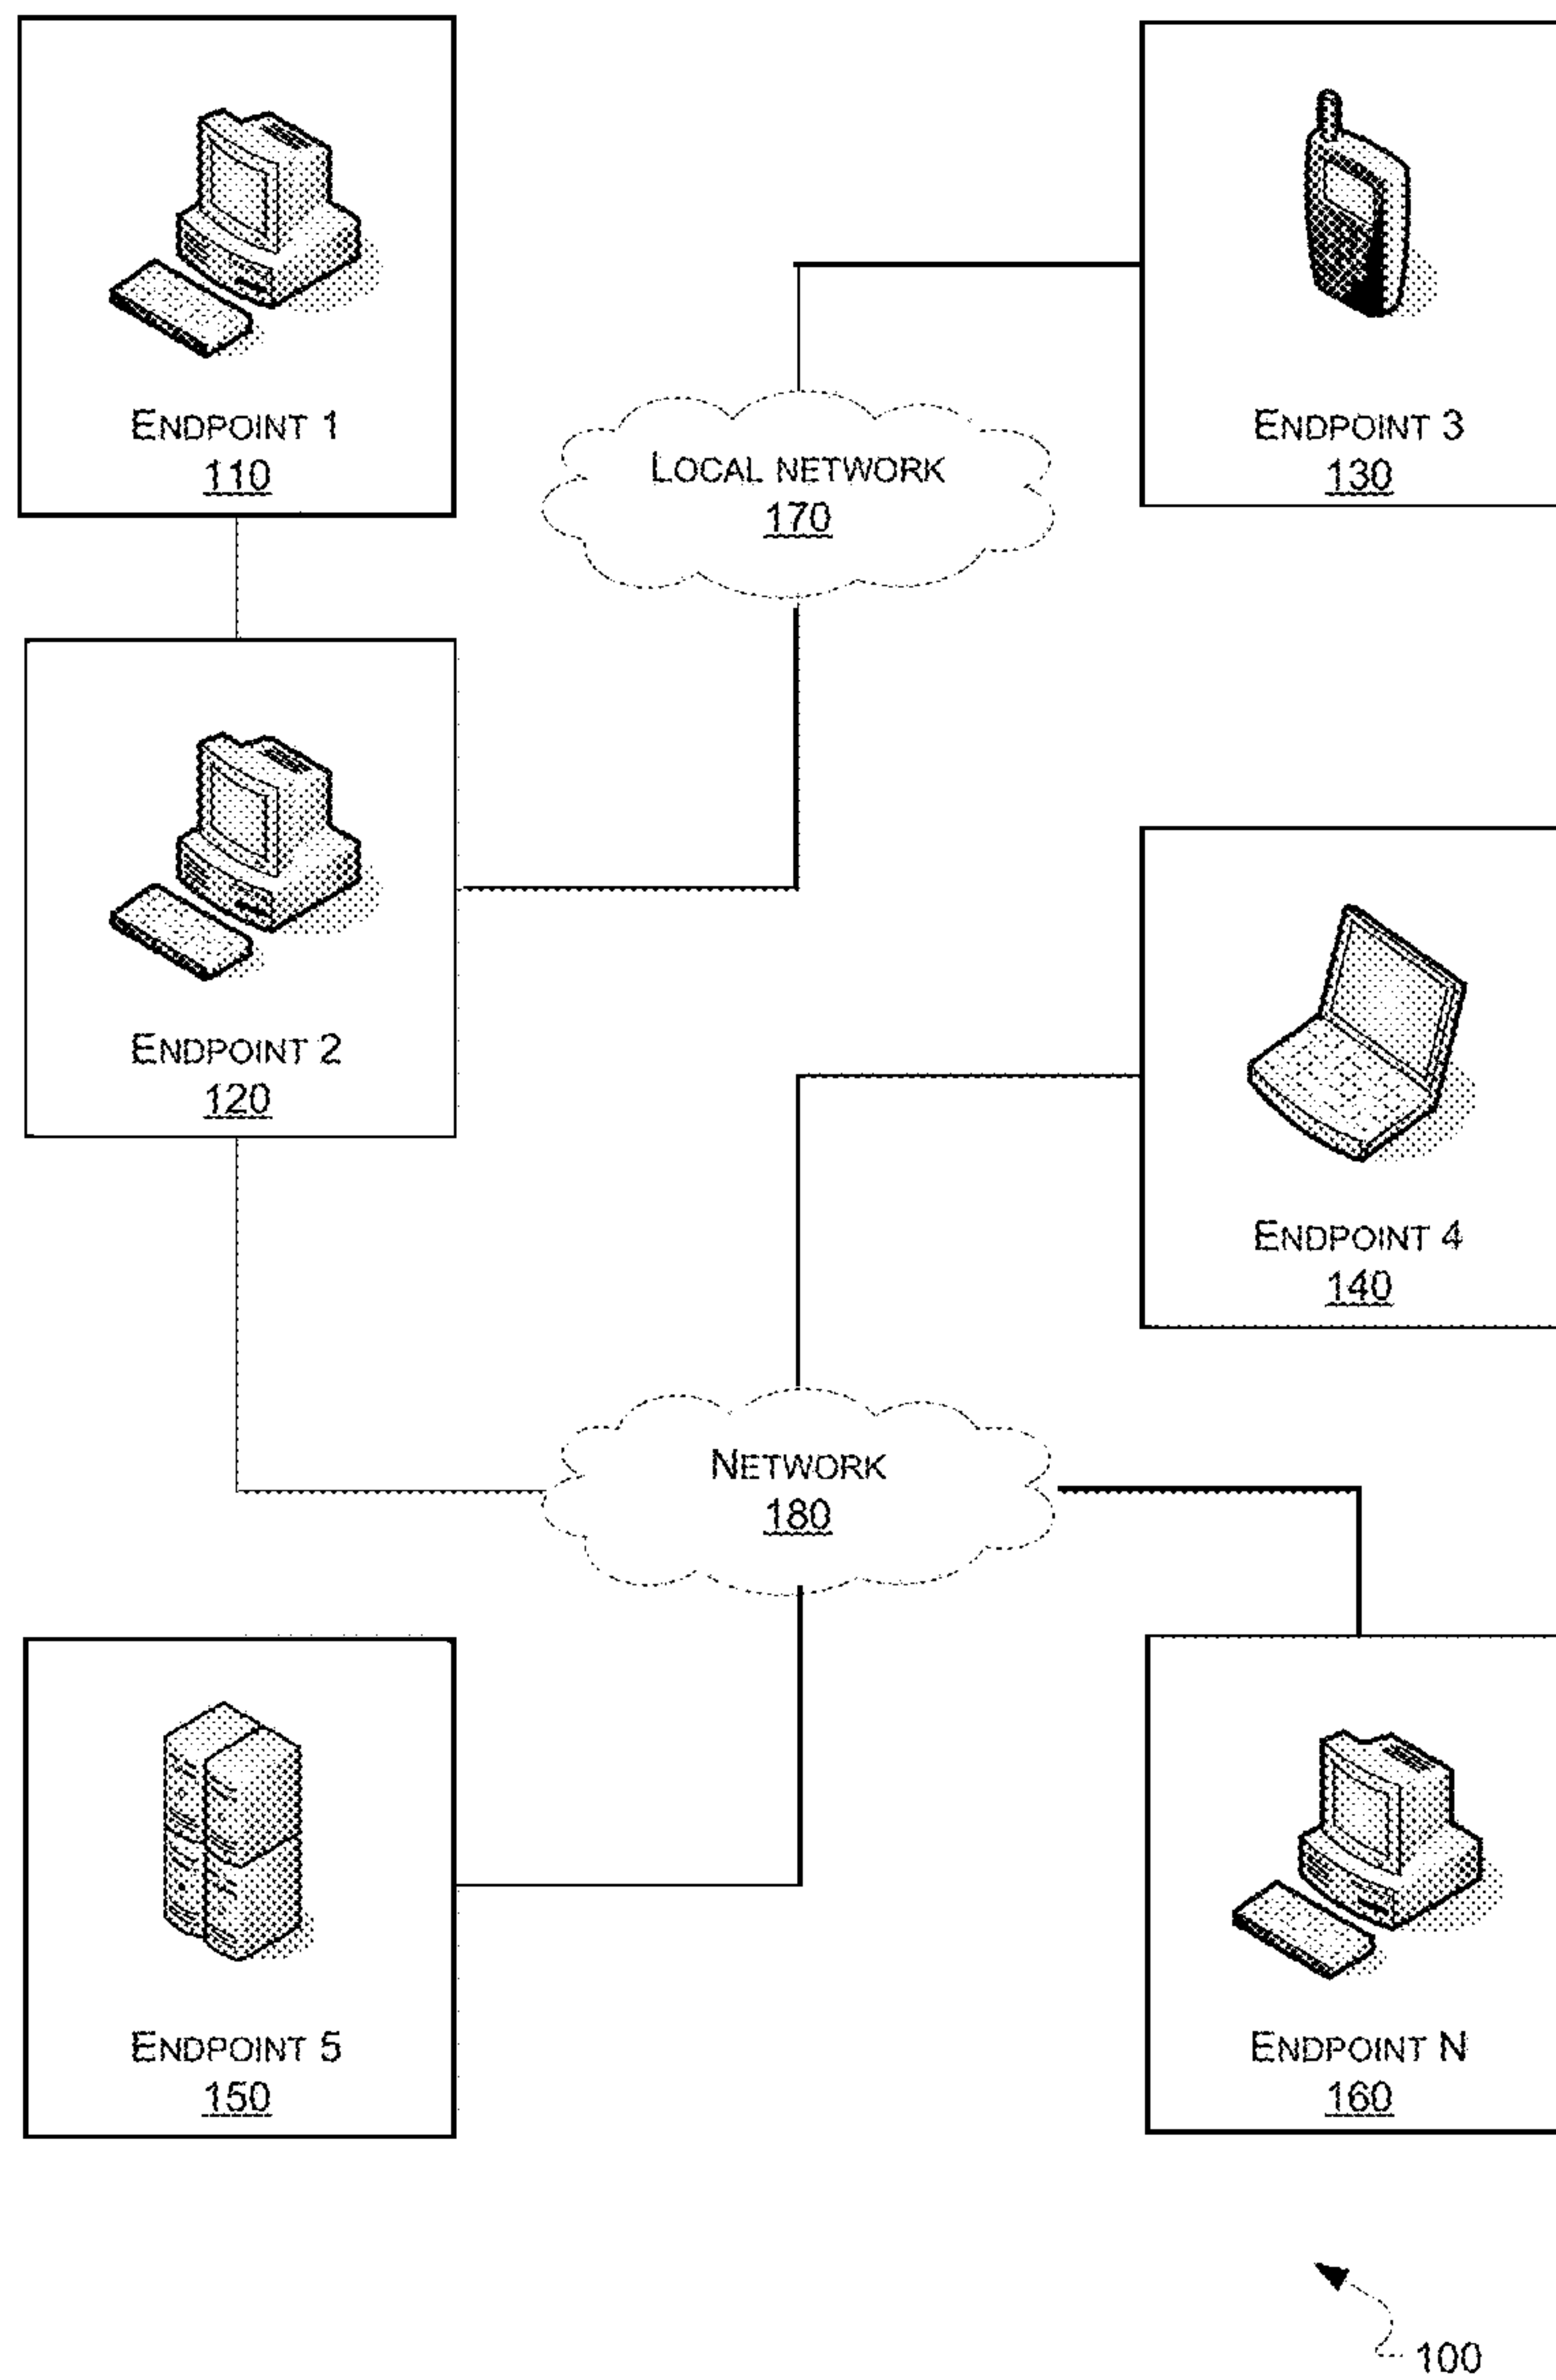 ENDPOINT 1
110
ENDPOINT 3
130
LOCAL NETWORK
170
ENDPOINT 2
120
ENDPOINT 4
140
NETWORK
180
ENDPOINT 5
150
ENDPOINT N
160
100